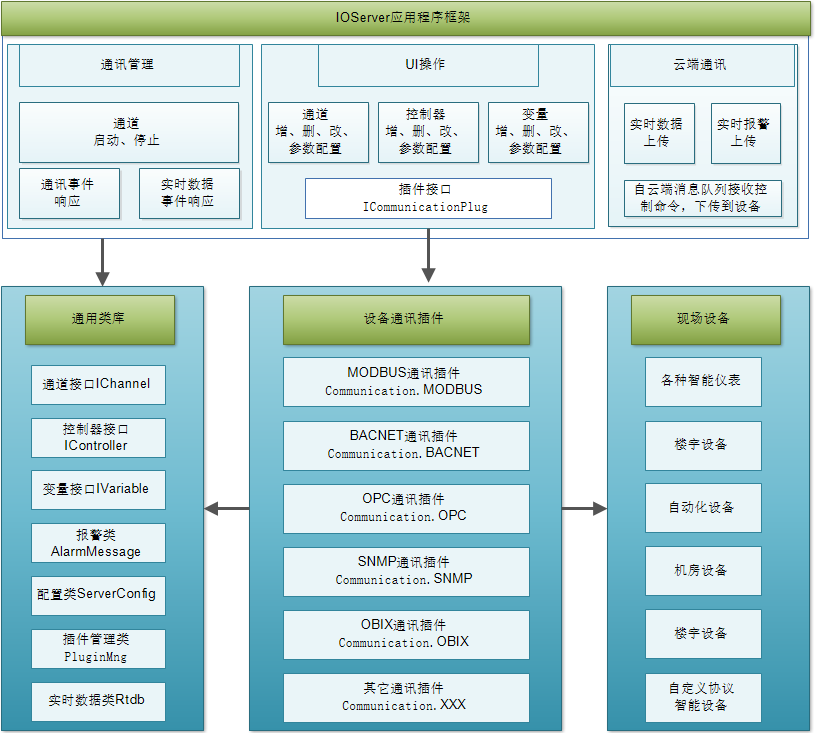 IOServer应用程序框架
通讯管理
通道
启动、停止
通讯事件
响应
实时数据
事件响应
UI操作
通道
增、删、改、
参数配置
控制器
增、删、改、
参数配置
变量
增、删、改、
参数配置
插件接口
ICommunicationPlug
云端通讯
实时数据
上传
实时报警
上传
自云端消息队列接收控
制命令，下传到设备
通用类库
通道接口IChannel
控制器接口
IController
变量接口IVariable
报警类
AlarmMessage
配置类ServerConfig
插件管理类
PluginMng
实时数据类Rtdb
设备通讯插件
MODBUS通讯插件
Communication.MODBUS
BACNET通讯插件
Communication.BACNET
OPC通讯插件
Communication.OPC
SNMP通讯插件
Communication.SNMP
OBIX通讯插件
Communication.OBIX
其它通讯插件
Communication.XXX
现场设备
各种智能仪表
楼宇设备
自动化设备
机房设备
楼宇设备
自定义协议
智能设备